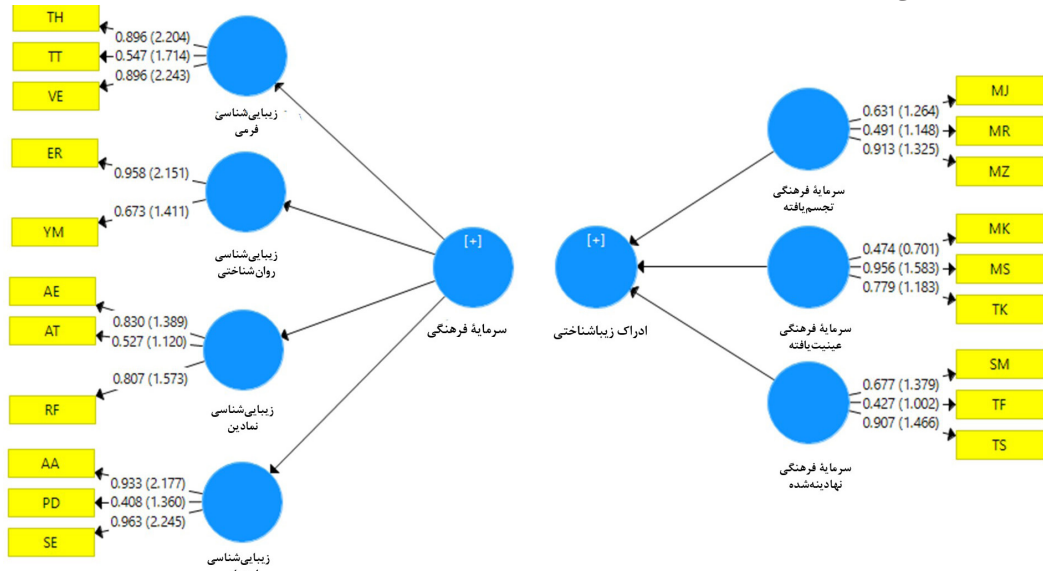 TH
0.896 (2.204)
TT
0.547 (1.714)
VE
0.896 (2.243)
زیبایی‌شناسی
فرمی
ER
0.958 (2.151)
YM
0.673 (1.411)
زیبایی‌شناسی
روان‌شناختی
AE
0.830 (1.389)
AT
0.527 (1.120)
0.807 (1.573)
RF
زیبایی‌شناسی
نمادین
AA
0.933 (2.177)
PD
0.408 (1.360)
SE
0.963 (2.245)
زیبایی‌شناسی
[+]
سرمایۀ فرهنگی
[+]
ادراک زیباشناختی
MJ
0.631 (1.264)
0.491 (1.148)
MR
0.913 (1.325)
MZ
سرمایۀ فرهنگی
تجسم‌یافته
MK
0.474 (0.701)
0.956 (1.583)
MS
0.779 (1.183)
TK
سرمایۀ فرهنگی
عینیت‌یافته
SM
0.677 (1.379)
0.427 (1.002)
TF
0.907 (1.466)
TS
سرمایۀ فرهنگی
نهادینه‌شده